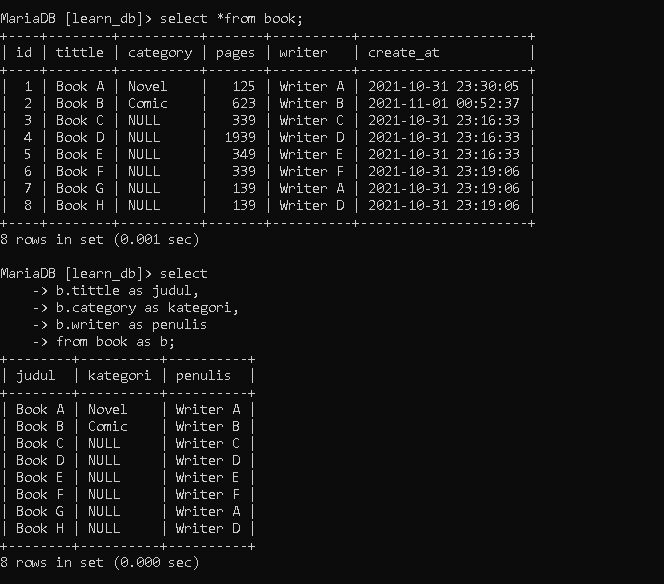 MariaDB [learn_db]> select *from book;
+----+--------+----------+-------+----------+---------------------+
| id | tittle | category | pages | writer   | create_at           |
+----+--------+----------+-------+----------+---------------------+
|  1 | Book A | Novel    |   125 | Writer A | 2021-10-31 23:30:05 |
|  2 | Book B | Comic    |   623 | Writer B | 2021-11-01 00:52:37 |
|  3 | Book C | NULL     |   339 | Writer C | 2021-10-31 23:16:33 |
|  4 | Book D | NULL     |  1939 | Writer D | 2021-10-31 23:16:33 |
|  5 | Book E | NULL     |   349 | Writer E | 2021-10-31 23:16:33 |
|  6 | Book F | NULL     |   339 | Writer F | 2021-10-31 23:19:06 |
|  7 | Book G | NULL     |   139 | Writer A | 2021-10-31 23:19:06 |
|  8 | Book H | NULL     |   139 | Writer D | 2021-10-31 23:19:06 |
+----+--------+----------+-------+----------+---------------------+
8 rows in set (0.001 sec)

MariaDB [learn_db]> select
    -> b.tittle as judul,
    -> b.category as kategori,
    -> b.writer as penulis
    -> from book as b;
+--------+----------+----------+
| judul  | kategori | penulis  |
+--------+----------+----------+
| Book A | Novel    | Writer A |
| Book B | Comic    | Writer B |
| Book C | NULL     | Writer C |
| Book D | NULL     | Writer D |
| Book E | NULL     | Writer E |
| Book F | NULL     | Writer F |
| Book G | NULL     | Writer A |
| Book H | NULL     | Writer D |
+--------+----------+----------+
8 rows in set (0.000 sec)